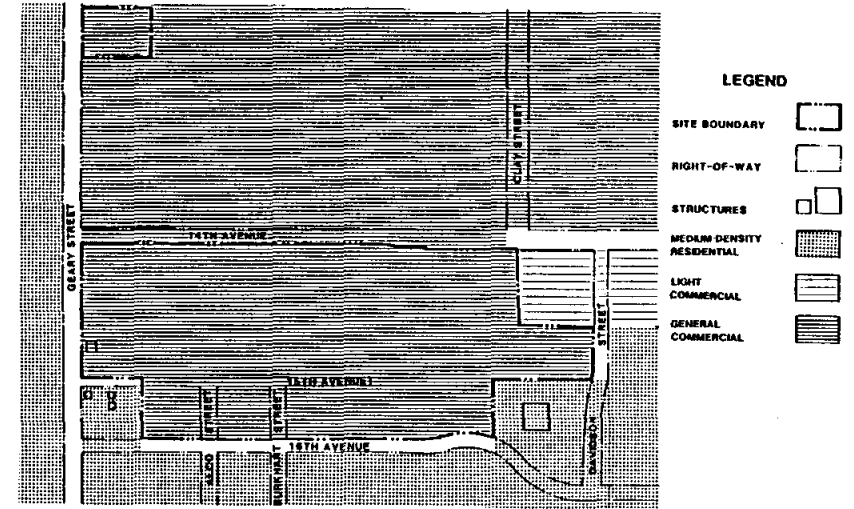 CLAY STREET
14TH AVENUE
GEARY STREET
STREET
15TH AVENUE
STREET
STREET
16TH AVENUE
ALCO
BURKHART
DAVIDSON
LEGEND
SITE BOUNDARY
RIGHT-OF-WAY
STRUCTURES
MEDIUM-DENSITY
RESIDENTIAL
LIGHT
COMMERCIAL
GENERAL
COMMERCIAL